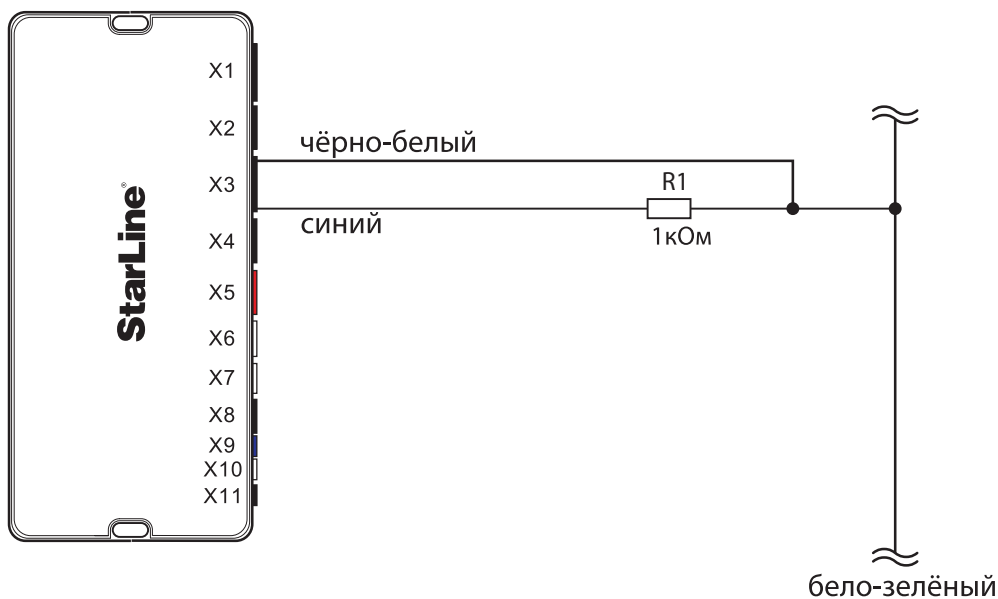 X1
X2
чёрно-белый
X3
R1
синий
1кОм
X4
StarLine®
X5
X6
X7
X8
X9
X10
X11
бело-зелёный